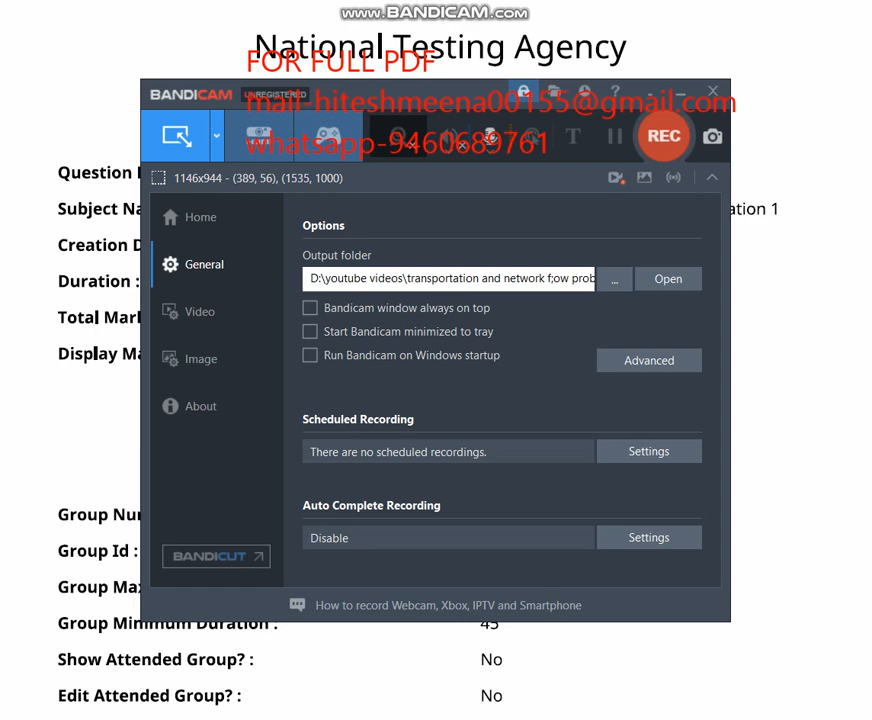 www.BANDICAM.com
National Testing Agency
FOR FULL PDF
BANDICAM UNREGISTERED
mail-hiteshmeena00155@gmail.com
whatsapp-9460689761
REC
Question
1146x944 - (389, 56), (1535, 1000)
Subject Na
ation 1
Home
Options
Creation D
Output folder
General
D:\youtube videos\transportation and network f;ow prob
...
Open
Duration :
Bandicam window always on top
Video
Total Marl
Start Bandicam minimized to tray
Display Ma
Image
Run Bandicam on Windows startup
Advanced
About
Scheduled Recording
There are no scheduled recordings.
Settings
Auto Complete Recording
Group Nur
Disable
Settings
Group Id :
BANDICUT
Group Max
How to record Webcam, Xbox, IPTV and Smartphone
Group Minimum Duration :
45
Show Attended Group? :
No
Edit Attended Group? :
No